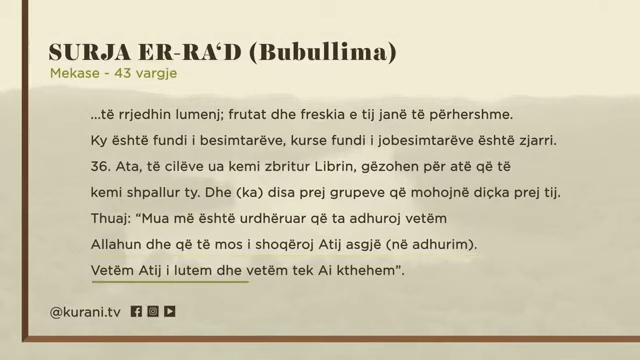 SURJA ER-RA‘D (Bubullima)
Mekase - 43 vargje
...të rrjedhin lumenj; frutat dhe freskia e tij janë të përhershme.
Ky është fundi i besimtarëve, kurse fundi i jobesimtarëve është zjarri.
36. Ata, të cilëve ua kemi zbritur Librin, gëzohen për atë që të
kemi shpallur ty. Dhe (ka) disa prej grupeve që mohojnë diçka prej tij.
Thuaj: “Mua më është urdhëruar që ta adhuroj vetëm
Allahun dhe që të mos i shoqëroj Atij asgjë (në adhurim).
Vetëm Atij i lutem dhe vetëm tek Ai kthehem”.
@kurani.tv